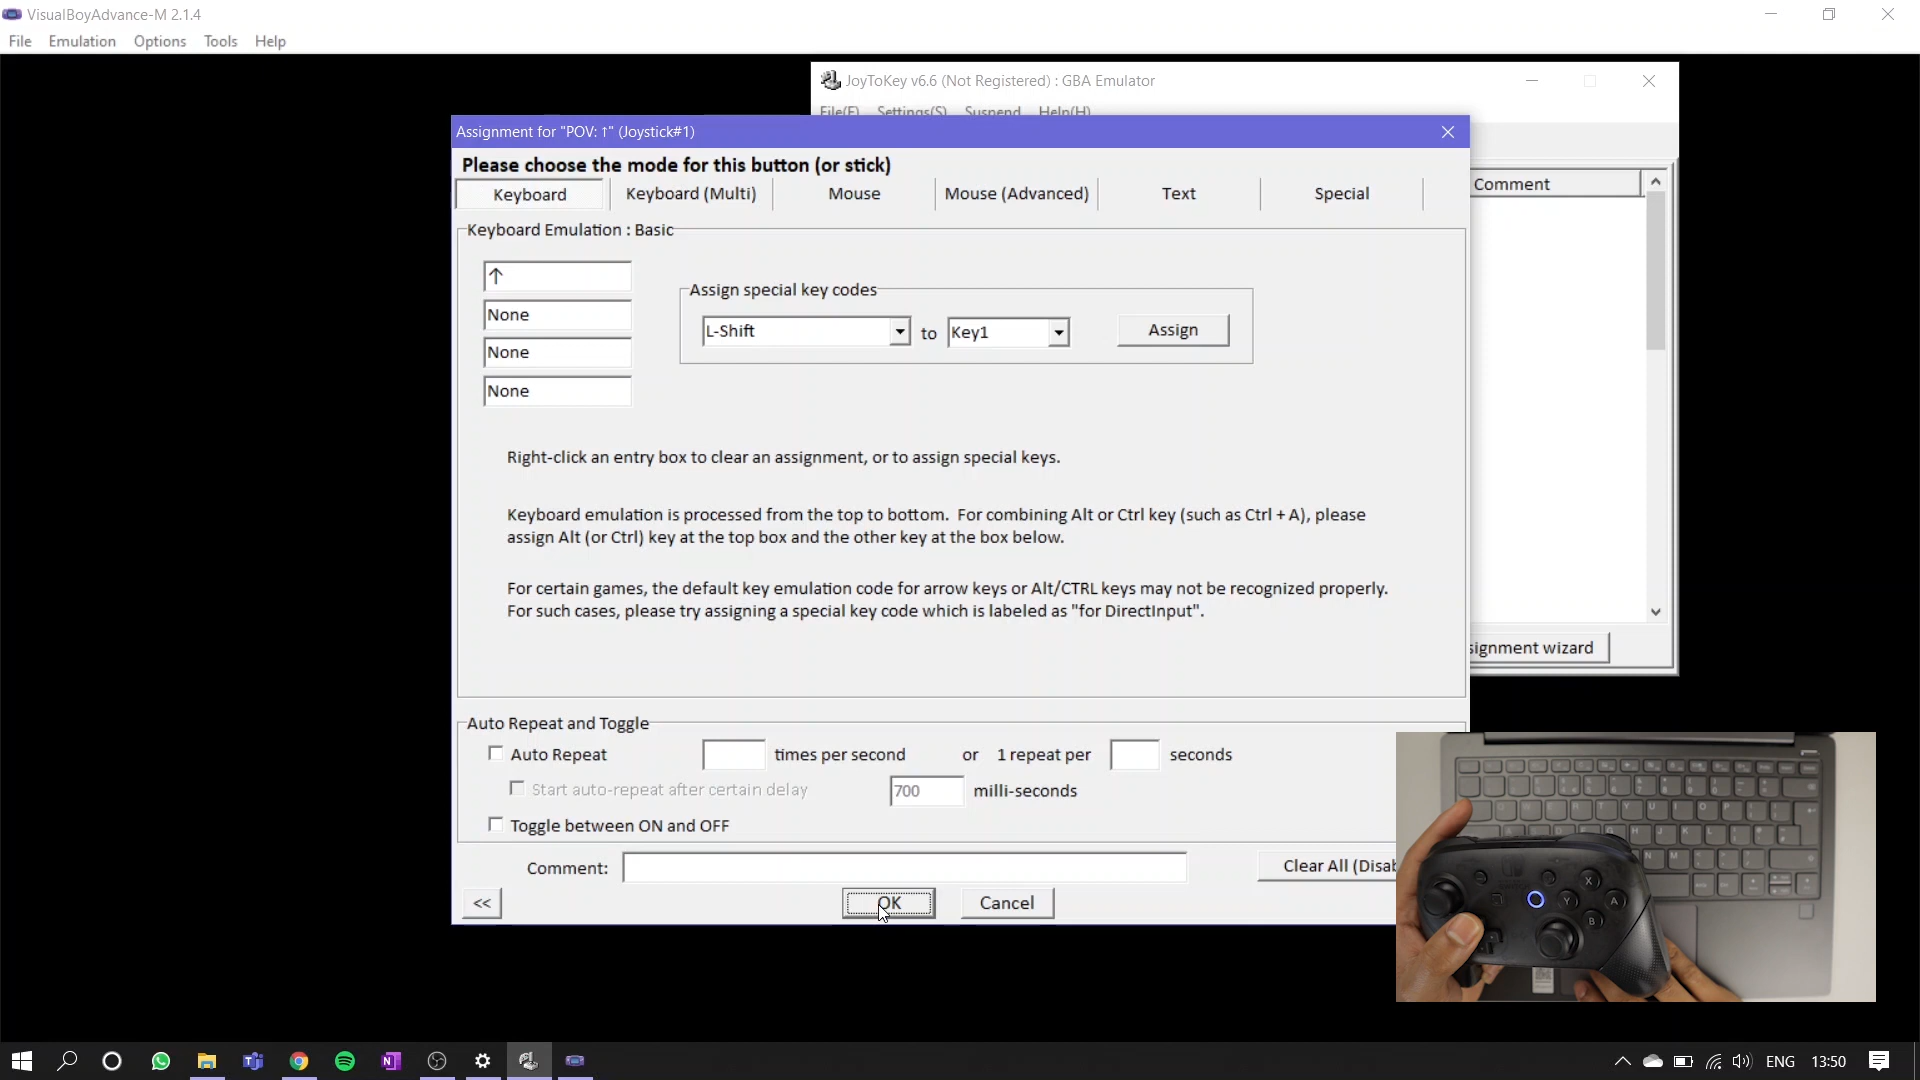 VisualBoyAdvance-M 2.1.4
File Emulation Options Tools Help
JoyToKey v6.6 (Not Registered) : GBA Emulator
File(F) Settings(S) Suspend Help(H)
Assignment for "POV: ↑" (Joystick#1)
Please choose the mode for this button (or stick)
Keyboard Keyboard (Multi) Mouse Mouse (Advanced) Text Special
Comment
Keyboard Emulation : Basic
↑
Assign special key codes
None
L-Shift to Key1 Assign
None
None
Right-click an entry box to clear an assignment, or to assign special keys.
Keyboard emulation is processed from the top to bottom. For combining Alt or Ctrl key (such as Ctrl + A), please
assign Alt (or Ctrl) key at the top box and the other key at the box below.
For certain games, the default key emulation code for arrow keys or Alt/CTRL keys may not be recognized properly.
For such cases, please try assigning a special key code which is labeled as "for DirectInput".
signment wizard
Auto Repeat and Toggle
Auto Repeat times per second or 1 repeat per seconds
Start auto-repeat after certain delay 700 milli-seconds
Toggle between ON and OFF
Comment: Clear All (Disab
<< OK Cancel
X
Y A
B
ENG 13:50